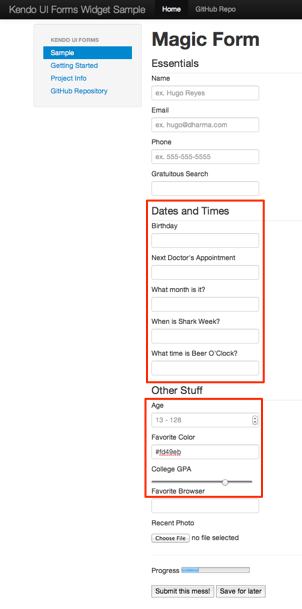 Kendo UI Forms Widget Sample
Home
GitHub Repo
KENDO UI FORMS
Sample
Getting Started
Project Info
GitHub Repository
Magic Form
Essentials
Name
ex. Hugo Reyes
Email
ex. hugo@dharma.com
Phone
ex. 555-555-5555
Gratuitous Search
Dates and Times
Birthday
Next Doctor's Appointment
What month is it?
When is Shark Week?
What time is Beer O'Clock?
Other Stuff
Age
13 - 128
Favorite Color
#fd49eb
College GPA
Favorite Browser
Recent Photo
Choose File no file selected
Progress
Submit this mess! Save for later